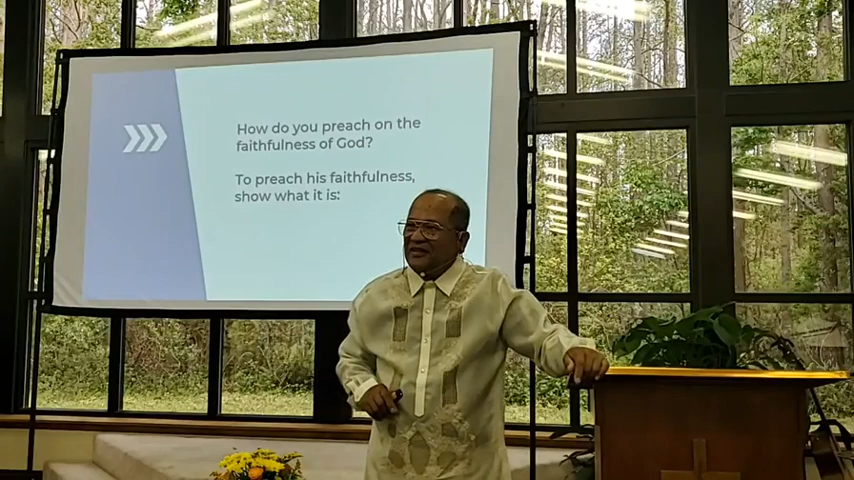 How do you preach on the
faithfulness of God?
To preach his faithfulness,
show what it is: